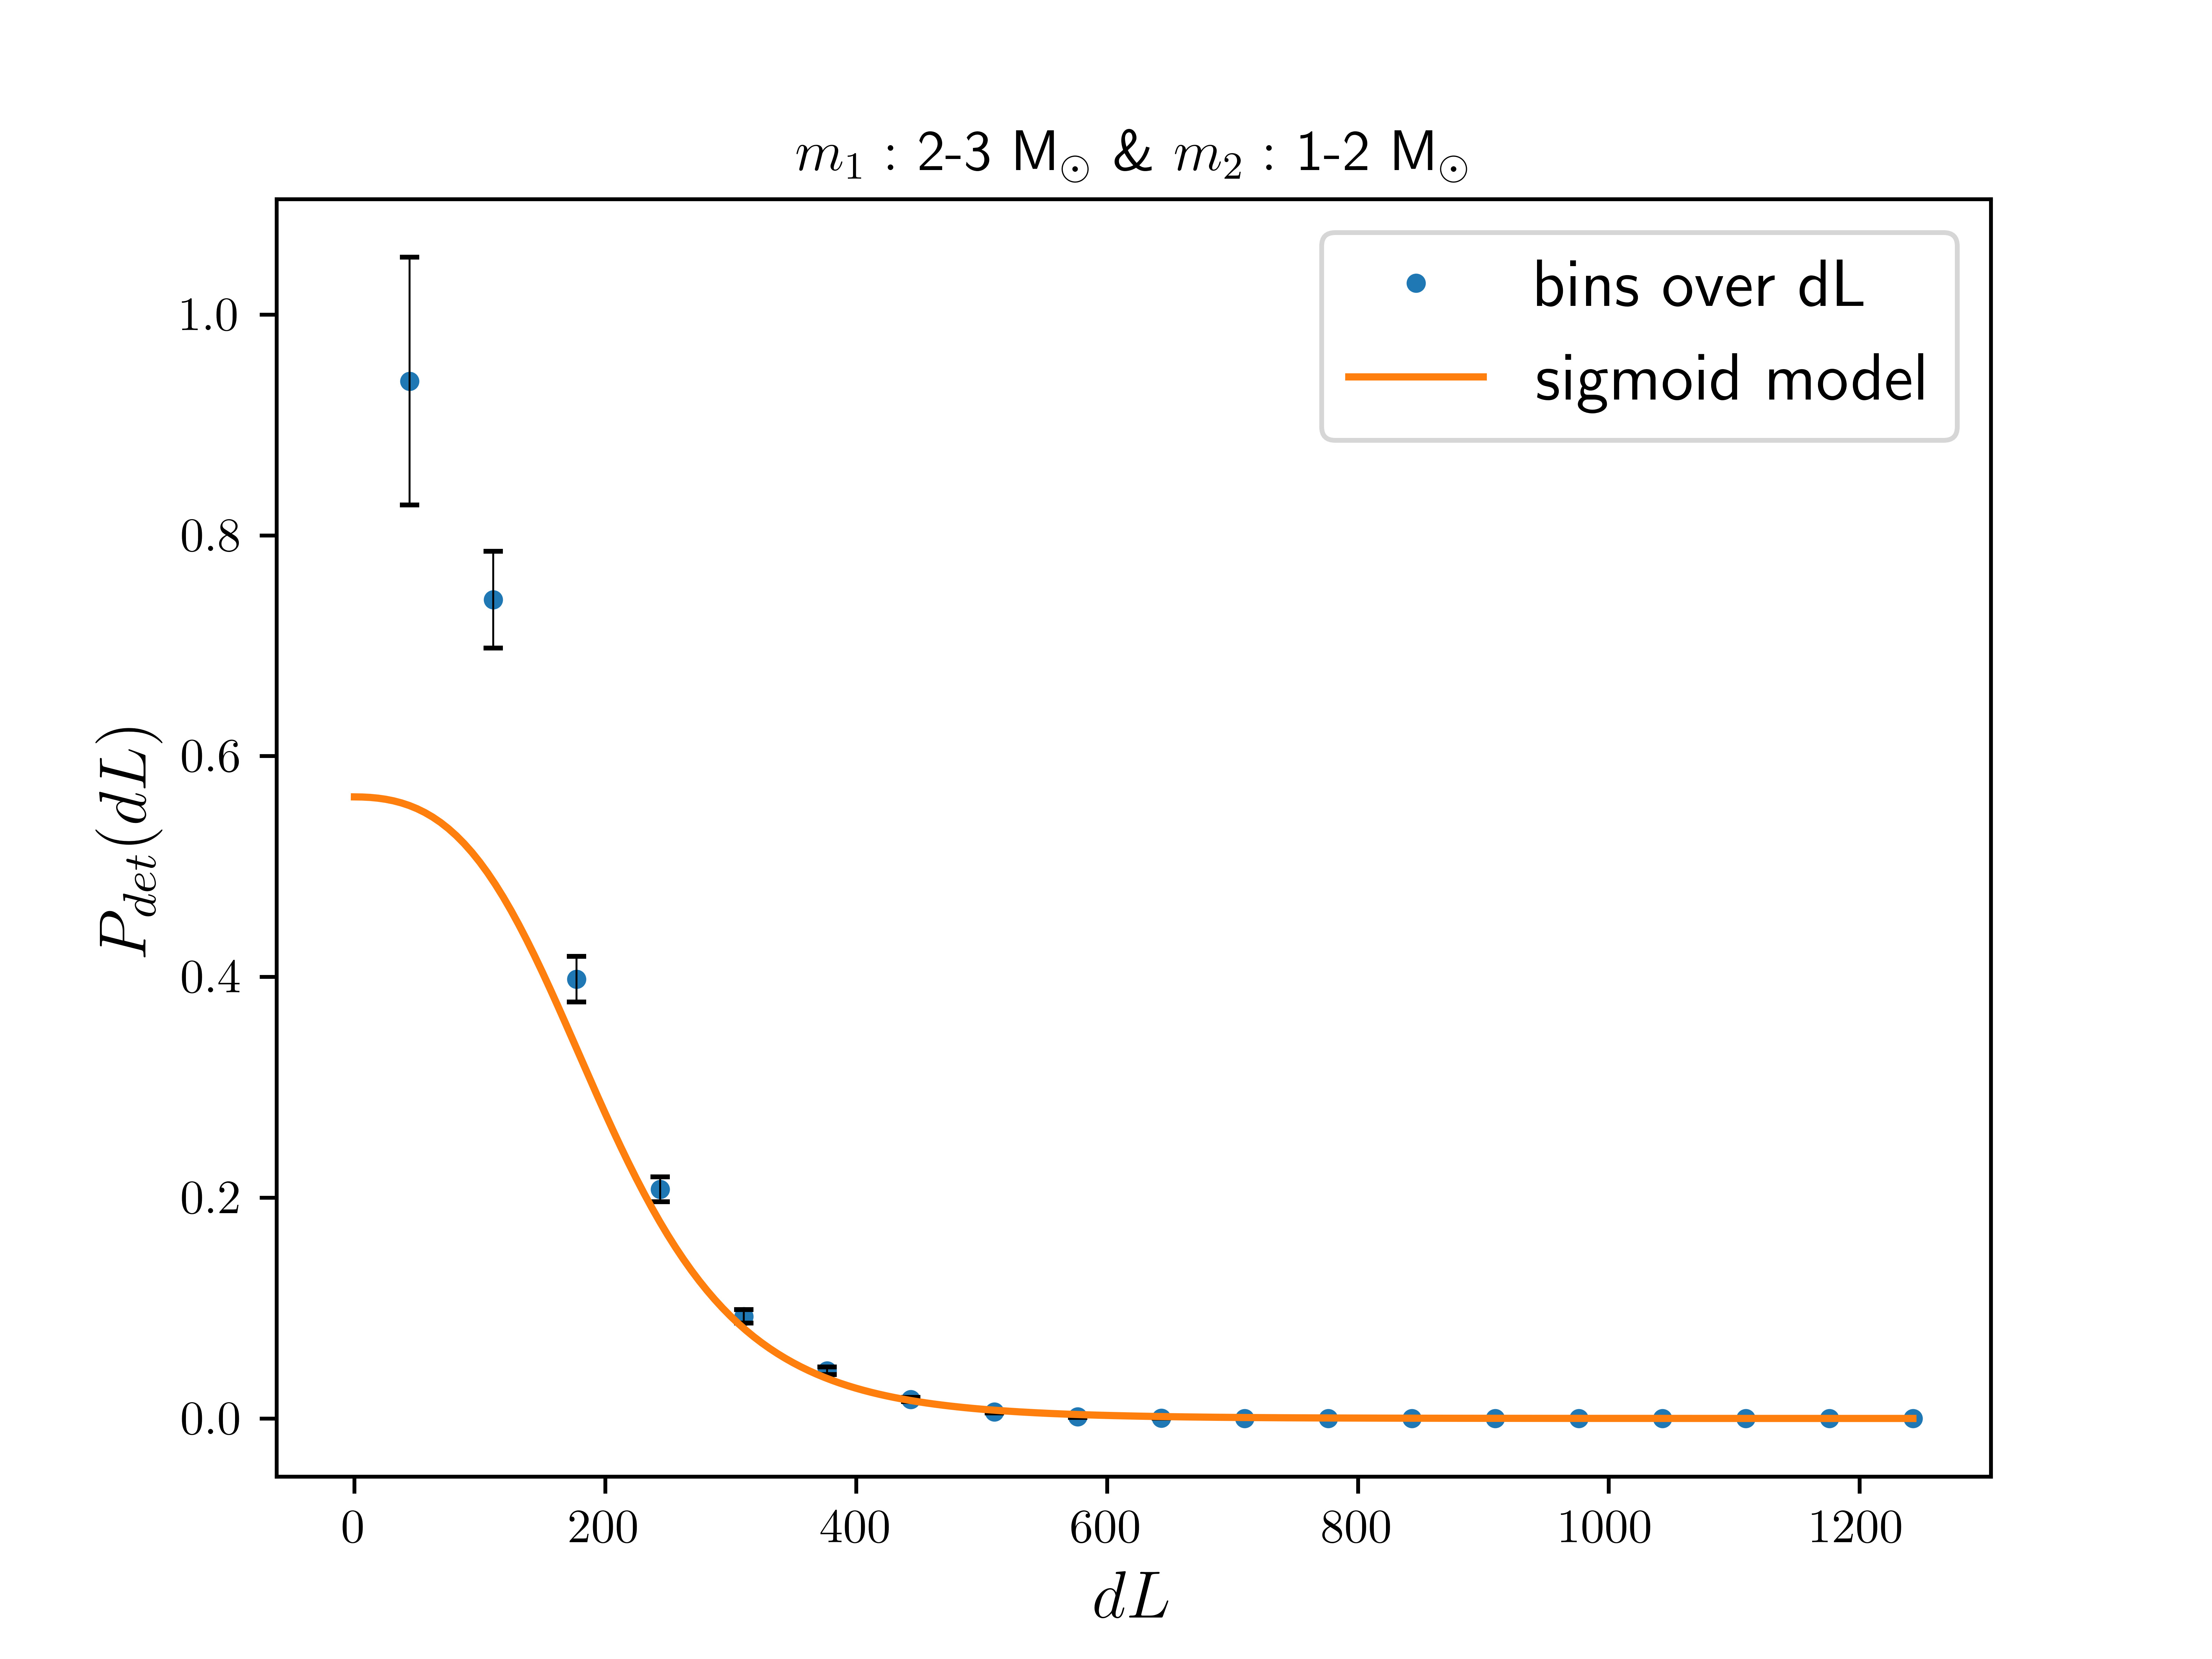 m₁ : 2-3 M⊙ & m₂ : 1-2 M⊙
bins over dL
sigmoid model
1.0
0.8
0.6
0.4
0.2
0.0
P_det(dL)
0 200 400 600 800 1000 1200
dL